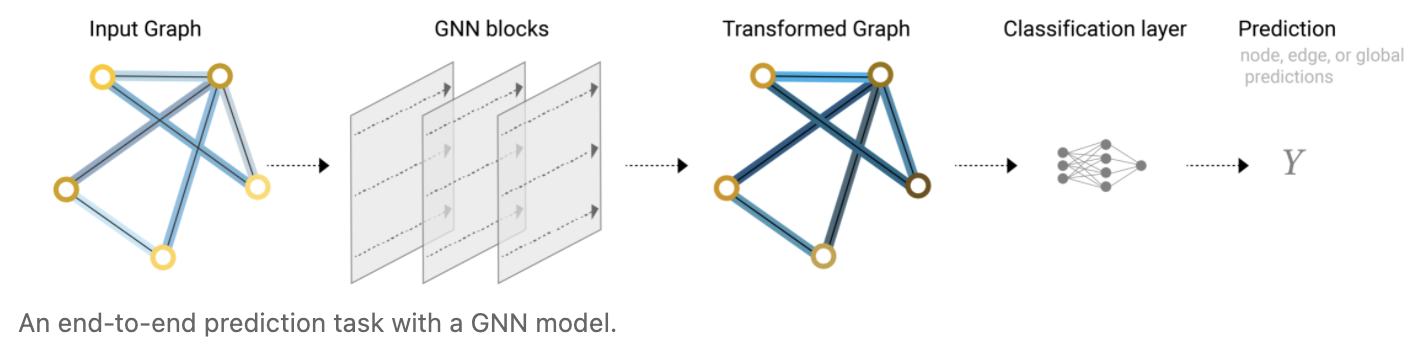 Input Graph
GNN blocks
Transformed Graph
Classification layer
Prediction
node, edge, or global
predictions
Y
An end-to-end prediction task with a GNN model.